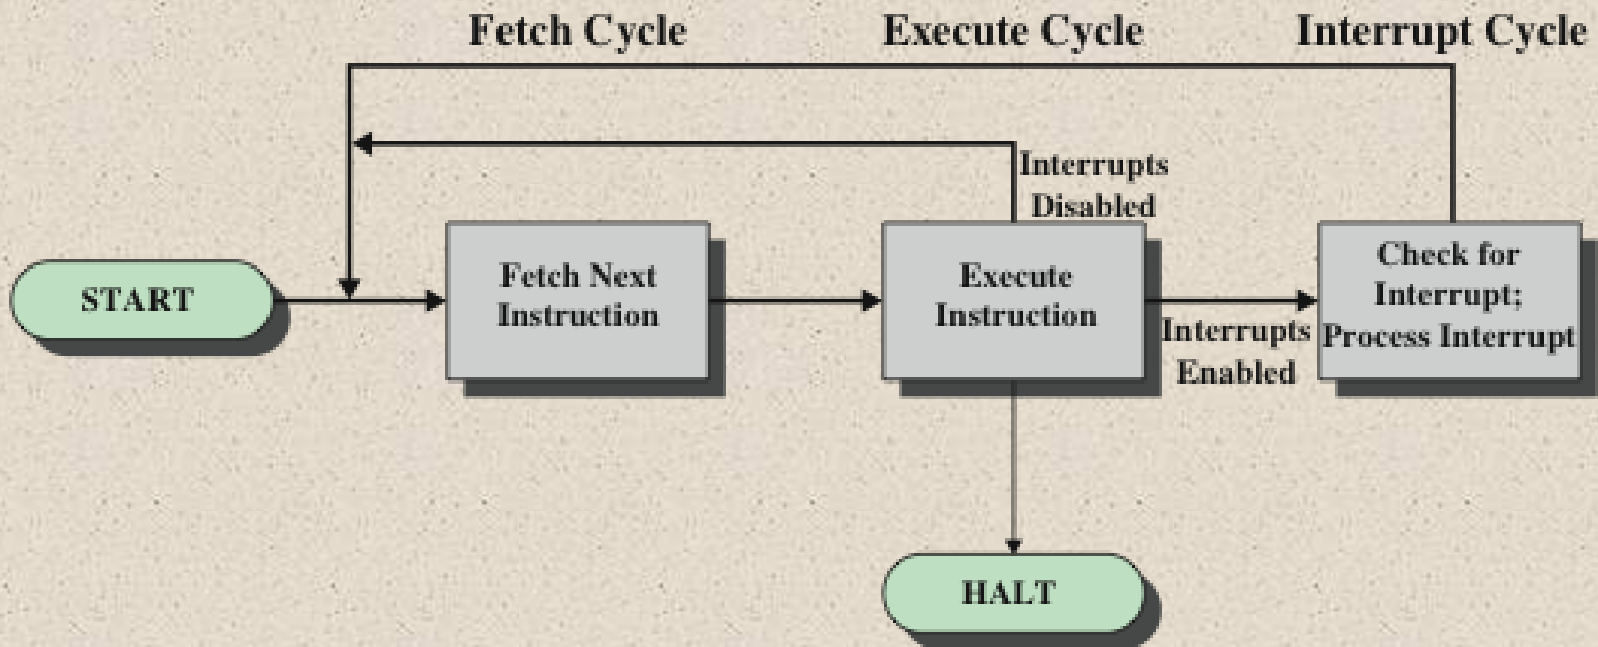 Fetch Cycle
Execute Cycle
Interrupt Cycle
Interrupts
Disabled
START
Fetch Next
Instruction
Execute
Instruction
Interrupts
Enabled
Check for
Interrupt;
Process Interrupt
HALT